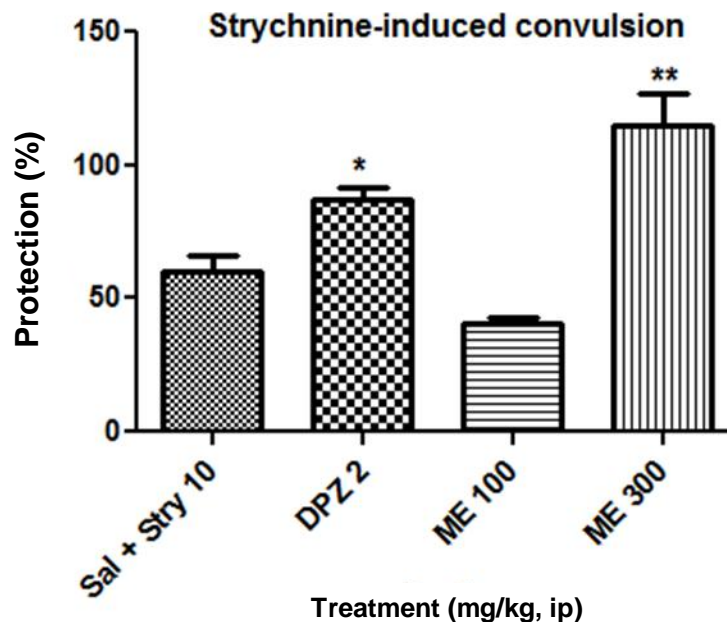 Strychnine-induced convulsion
Protection (%)
150
100
50
0
*
**
Sal + Stry 10
DPZ 2
ME 100
ME 300
Treatment (mg/kg, ip)